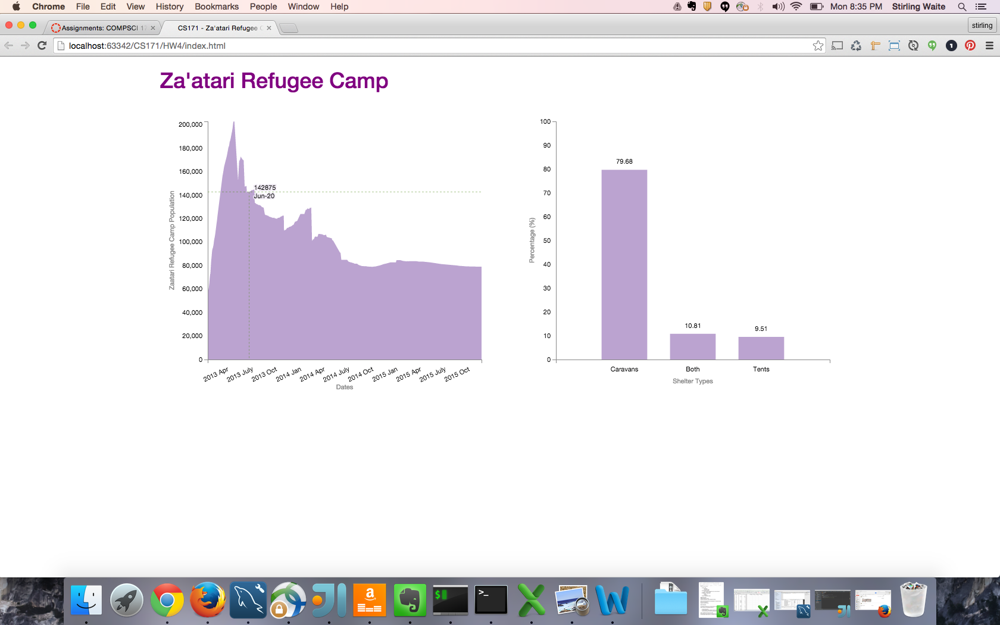 Chrome File Edit View History Bookmarks People Window Help Mon 8:35 PM Stirling Waite
Assignments: COMPSCI 17
CS171 - Za'atari Refugee C
stirling
localhost:63342/CS171/HW4/index.html
Za'atari Refugee Camp
200,000
180,000
160,000
140,000
120,000
100,000
80,000
60,000
40,000
20,000
0
Zaatari Refugee Camp Population
142875
Jun-20
2013 Apr
2013 July
2013 Oct
2014 Jan
2014 Apr
2014 July
2014 Oct
2015 Jan
2015 Apr
2015 July
2015 Oct
Dates
100
90
80
70
60
50
40
30
20
10
0
Percentage (%)
79.68
10.81
9.51
Caravans
Both
Tents
Shelter Types